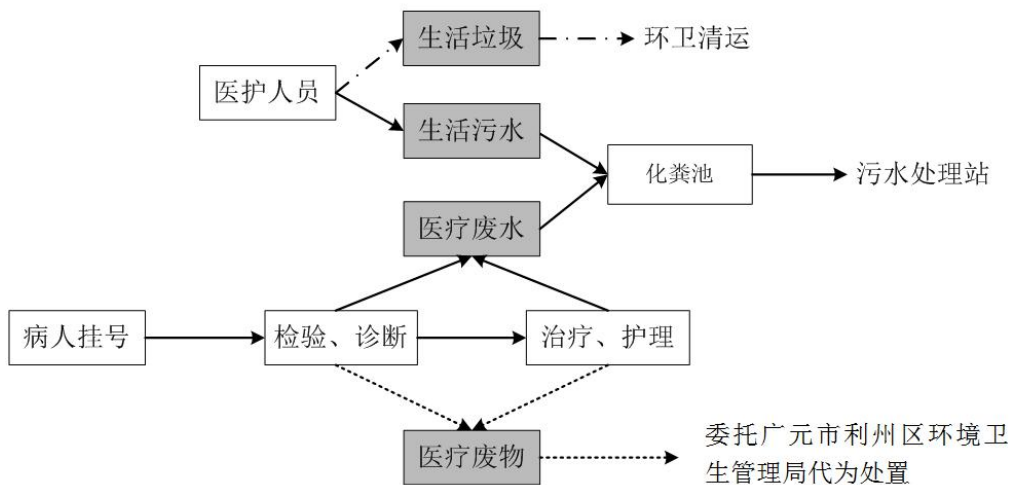 生活垃圾
环卫清运
医护人员
生活污水
化粪池
污水处理站
医疗废水
病人挂号
检验、诊断
治疗、护理
医疗废物
委托广元市利州区环境卫
生管理局代为处置